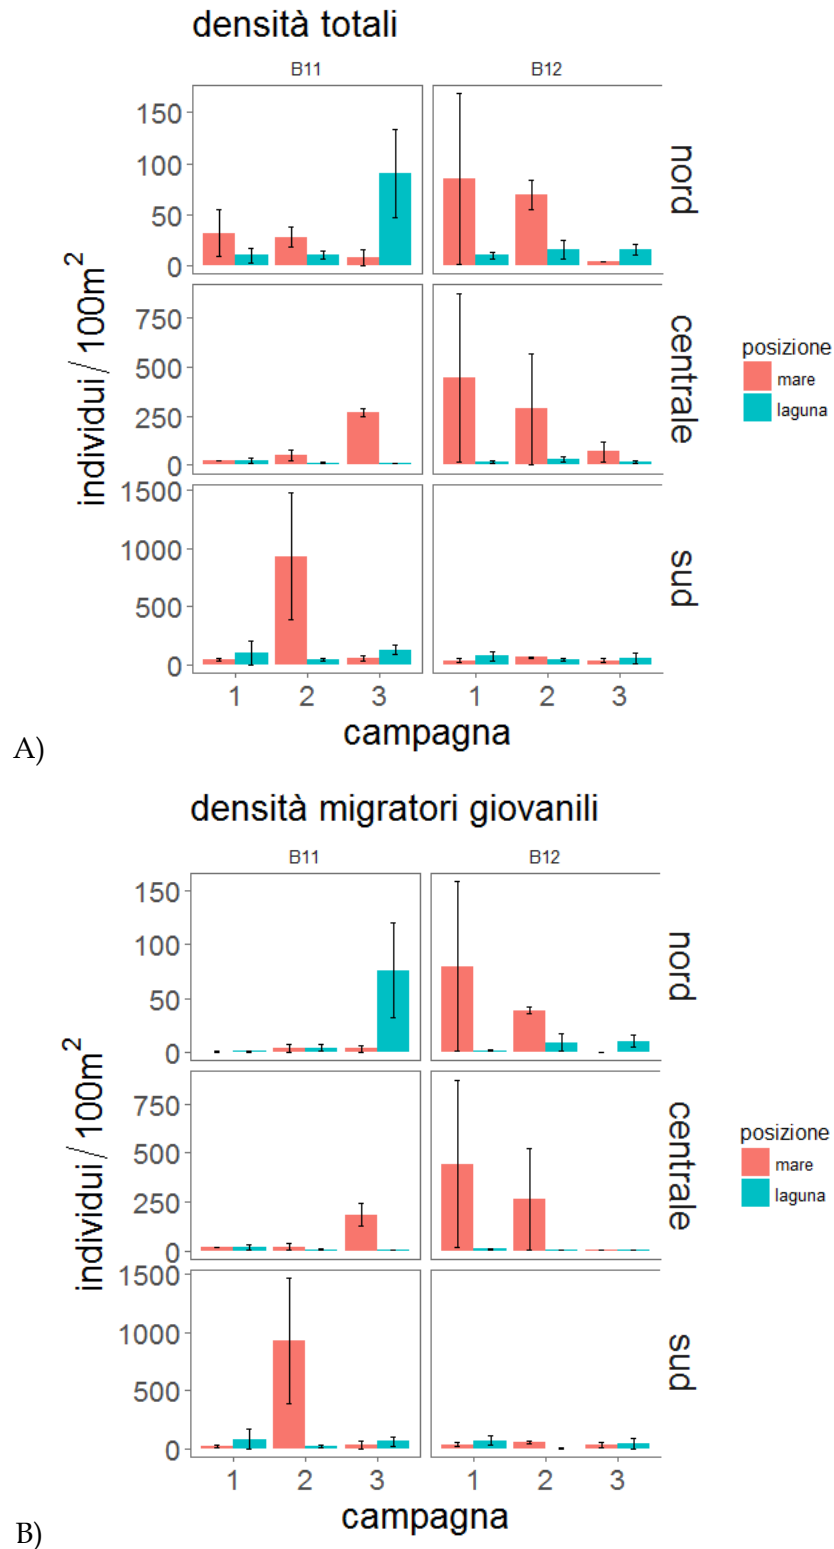 densità totali
B11 B12
150
100
50
0
nord
750
500
250
0
centrale
1500
1000
500
0
sud
individui / 100m²
1 2 3 1 2 3
campagna
posizione
mare
laguna
A)
densità migratori giovanili
B11 B12
150
100
50
0
nord
750
500
250
0
centrale
1500
1000
500
0
sud
individui / 100m²
1 2 3 1 2 3
campagna
posizione
mare
laguna
B)